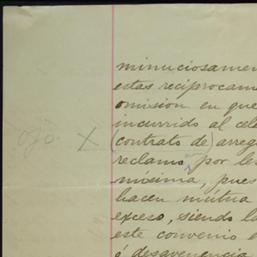 minuciosamen
estas reciprocam
omision en que
incurrido al cele
ojo. X (contrato de) arreg
reclamo por le
mínima, pues
hacen mútua
exceso, siendo l
este convenio e
ó desavenencia